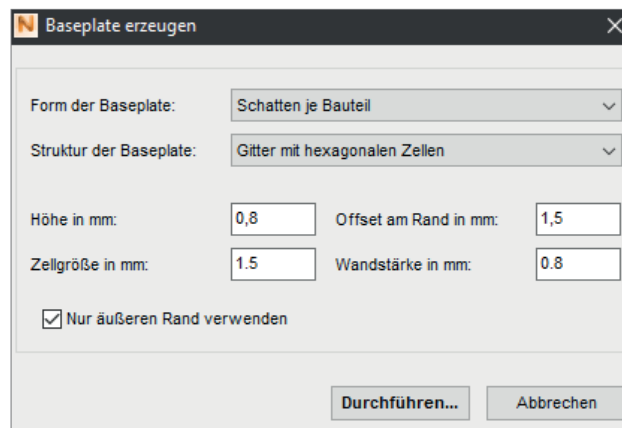 Baseplate erzeugen
Form der Baseplate: Schatten je Bauteil
Struktur der Baseplate: Gitter mit hexagonalen Zellen
Höhe in mm: 0,8 Offset am Rand in mm: 1,5
Zellgröße in mm: 1.5 Wandstärke in mm: 0.8
Nur äußeren Rand verwenden
Durchführen... Abbrechen